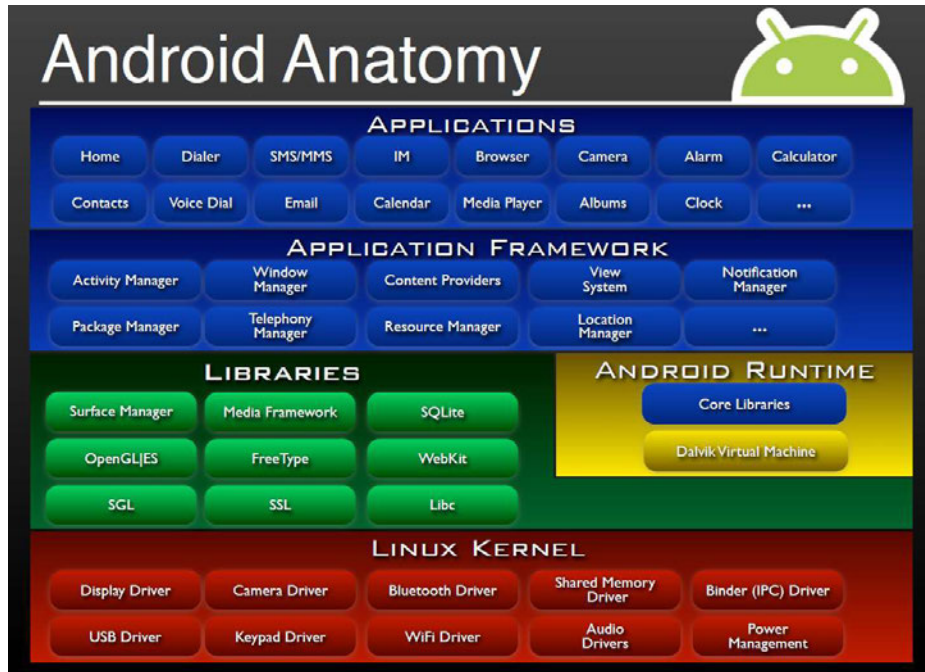 Android Anatomy
APPLICATIONS
Home Dialer SMS/MMS IM Browser Camera Alarm Calculator
Contacts Voice Dial Email Calendar Media Player Albums Clock ...
APPLICATION FRAMEWORK
Activity Manager Window Manager Content Providers View System Notification Manager
Package Manager Telephony Manager Resource Manager Location Manager ...
LIBRARIES
Surface Manager Media Framework SQLite
OpenGL|ES FreeType WebKit
SGL SSL Libc
ANDROID RUNTIME
Core Libraries
Dalvik Virtual Machine
LINUX KERNEL
Display Driver Camera Driver Bluetooth Driver Shared Memory Driver Binder (IPC) Driver
USB Driver Keypad Driver WiFi Driver Audio Drivers Power Management